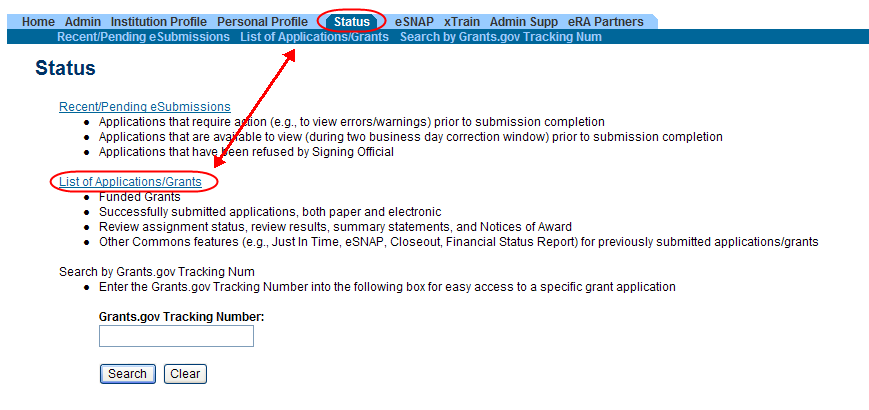 Home Admin Institution Profile Personal Profile Status eSNAP xTrain Admin Supp eRA Partners
Recent/Pending eSubmissions List of Applications/Grants Search by Grants.gov Tracking Num
Status
Recent/Pending eSubmissions
• Applications that require action (e.g., to view errors/warnings) prior to submission completion
• Applications that are available to view (during two business day correction window) prior to submission completion
• Applications that have been refused by Signing Official
List of Applications/Grants
• Funded Grants
• Successfully submitted applications, both paper and electronic
• Review assignment status, review results, summary statements, and Notices of Award
• Other Commons features (e.g., Just In Time, eSNAP, Closeout, Financial Status Report) for previously submitted applications/grants
Search by Grants.gov Tracking Num
• Enter the Grants.gov Tracking Number into the following box for easy access to a specific grant application
Grants.gov Tracking Number:
Search Clear